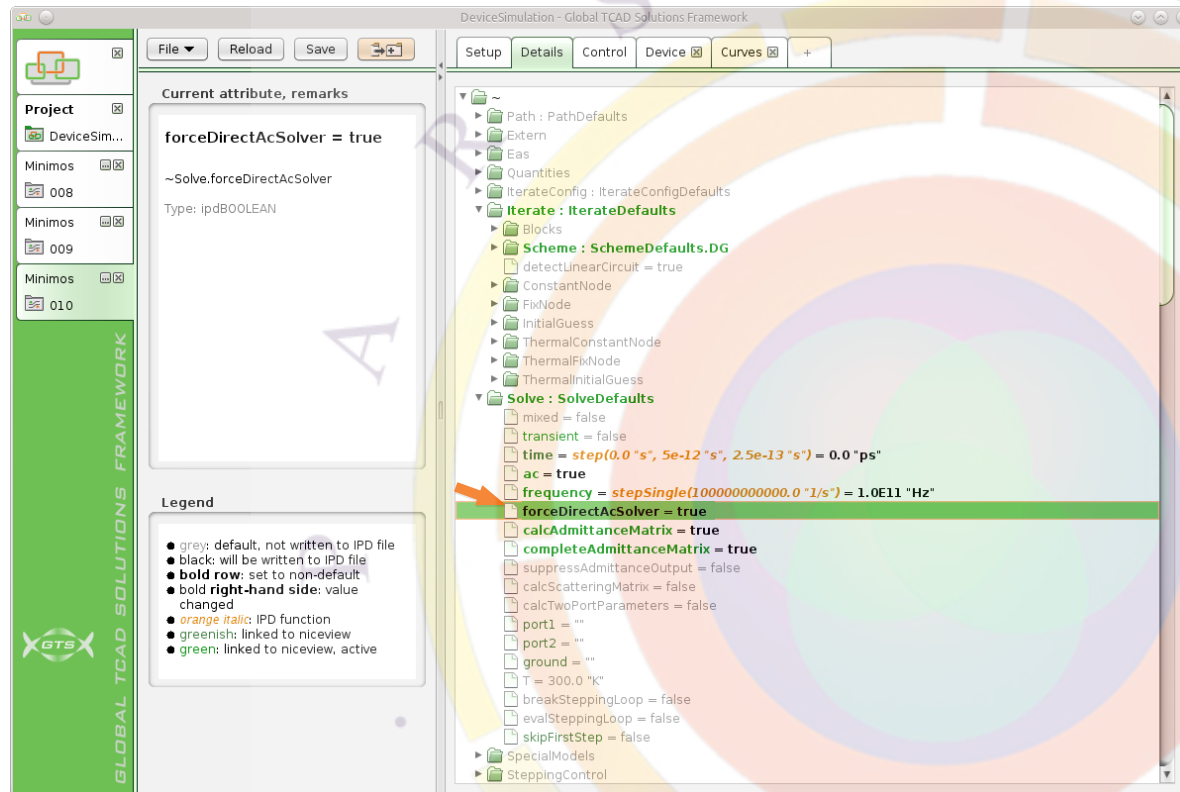 DeviceSimulation - Global TCAD Solutions Framework
Project
DeviceSim...
Minimos
008
Minimos
009
Minimos
010
GLOBAL TCAD SOLUTIONS FRAMEWORK
GTS
File
Reload
Save
Current attribute, remarks
forceDirectAcSolver = true
~Solve.forceDirectAcSolver
Type: ipdBOOLEAN
Legend
grey: default, not written to IPD file
black: will be written to IPD file
bold row: set to non-default
bold right-hand side: value
changed
orange italic: IPD function
greenish: linked to niceview
green: linked to niceview, active
Setup
Details
Control
Device
Curves
+
~
Path : PathDefaults
Extern
Eas
Quantities
IterateConfig : IterateConfigDefaults
Iterate : IterateDefaults
Blocks
Scheme : SchemeDefaults.DG
detectLinearCircuit = true
ConstantNode
FixNode
InitialGuess
ThermalConstantNode
ThermalFixNode
ThermalInitialGuess
Solve : SolveDefaults
mixed = false
transient = false
time = step(0.0 "s", 5e-12 "s", 2.5e-13 "s") = 0.0 "ps"
ac = true
frequency = stepSingle(100000000000.0 "1/s") = 1.0E11 "Hz"
forceDirectAcSolver = true
calcAdmittanceMatrix = true
completeAdmittanceMatrix = true
suppressAdmittanceOutput = false
calcScatteringMatrix = false
calcTwoPortParameters = false
port1 = ""
port2 = ""
ground = ""
T = 300.0 "K"
breakSteppingLoop = false
evalSteppingLoop = false
skipFirstStep = false
SpecialModels
SteppingControl